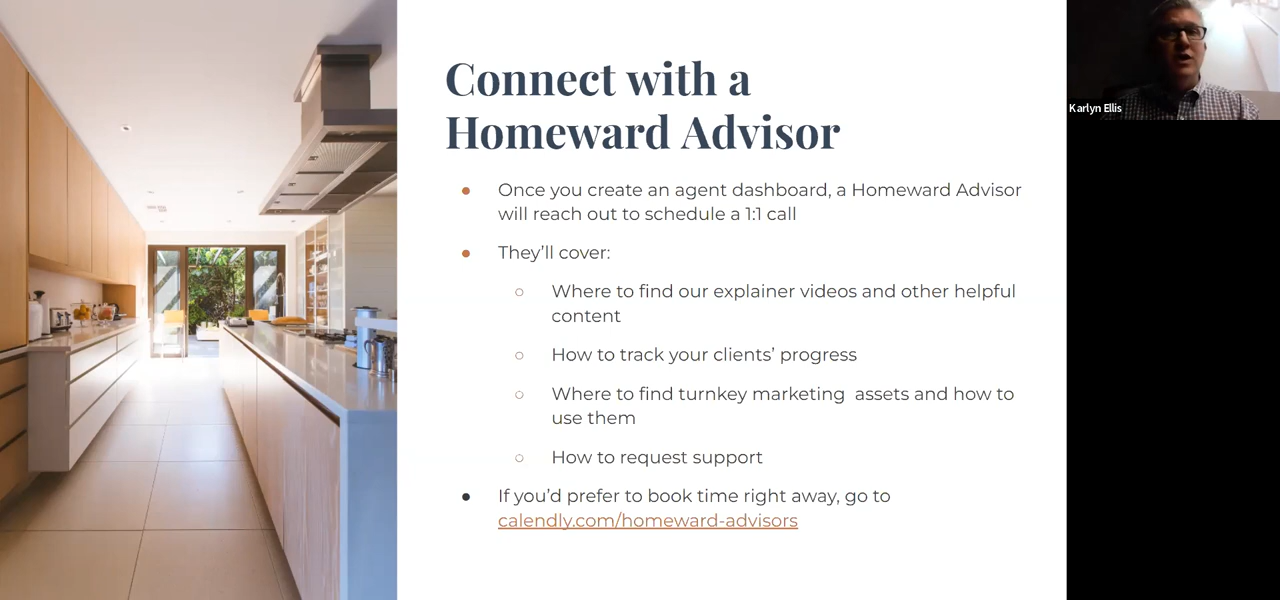 Connect with a
Homeward Advisor
Once you create an agent dashboard, a Homeward Advisor
will reach out to schedule a 1:1 call
They’ll cover:
Where to find our explainer videos and other helpful
content
How to track your clients’ progress
Where to find turnkey marketing  assets and how to
use them
How to request support
If you’d prefer to book time right away, go to
calendly.com/homeward-advisors
Karlyn Ellis